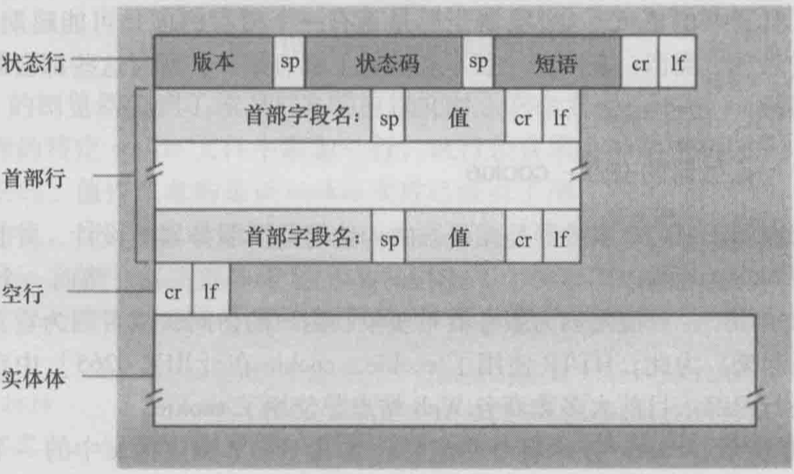 状态行 版本 sp 状态码 sp 短语 cr lf
首部字段名: sp 值 cr lf
首部行
首部字段名: sp 值 cr lf
空行 cr lf
实体体